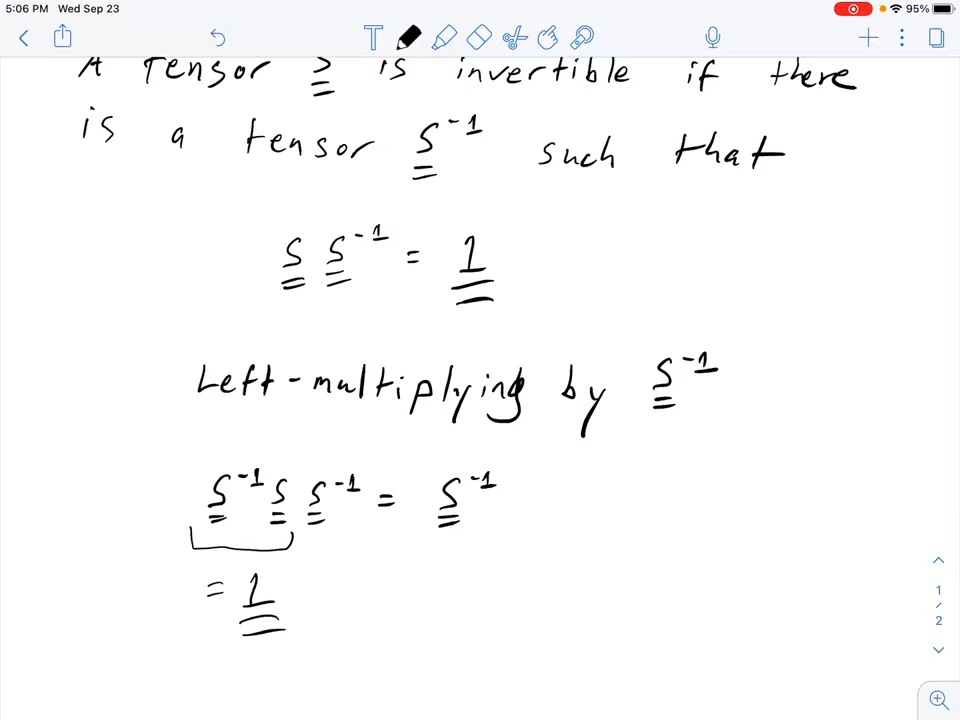 5:06 PM Wed Sep 23 95%
A Tensor S is invertible if there
is a tensor S⁻¹ such that
S S⁻¹ = 1
Left-multiplying by S⁻¹
S⁻¹ S S⁻¹ = S⁻¹
= 1
1
2